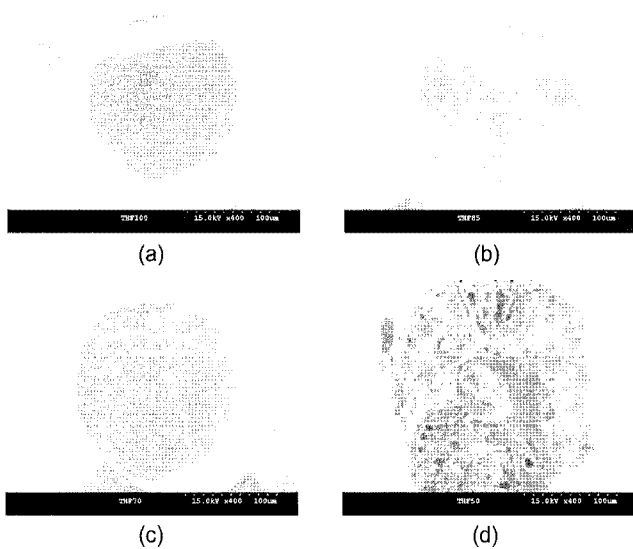 THF100 15.0kV x400 100um
THF85 15.0kV x400 100um
(a)
(b)
THF70 15.0kV x400 100um
THF50 15.0kV x400 100um
(c)
(d)